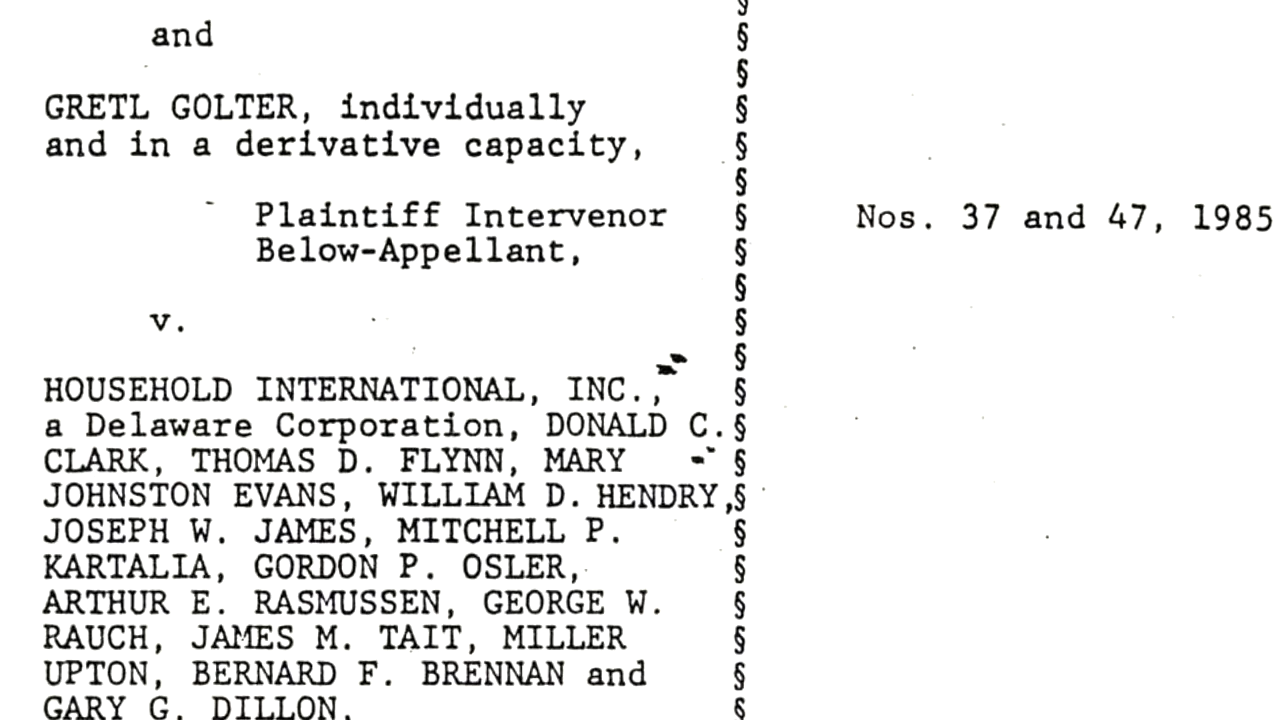 and §
§
GRETL GOLTER, individually §
and in a derivative capacity, §
§
Plaintiff Intervenor § Nos. 37 and 47, 1985
Below-Appellant, §
§
v. §
§
HOUSEHOLD INTERNATIONAL, INC., §
a Delaware Corporation, DONALD C. §
CLARK, THOMAS D. FLYNN, MARY §
JOHNSTON EVANS, WILLIAM D. HENDRY, §
JOSEPH W. JAMES, MITCHELL P. §
KARTALIA, GORDON P. OSLER, §
ARTHUR E. RASMUSSEN, GEORGE W. §
RAUCH, JAMES M. TAIT, MILLER §
UPTON, BERNARD F. BRENNAN and §
GARY G. DILLON, §